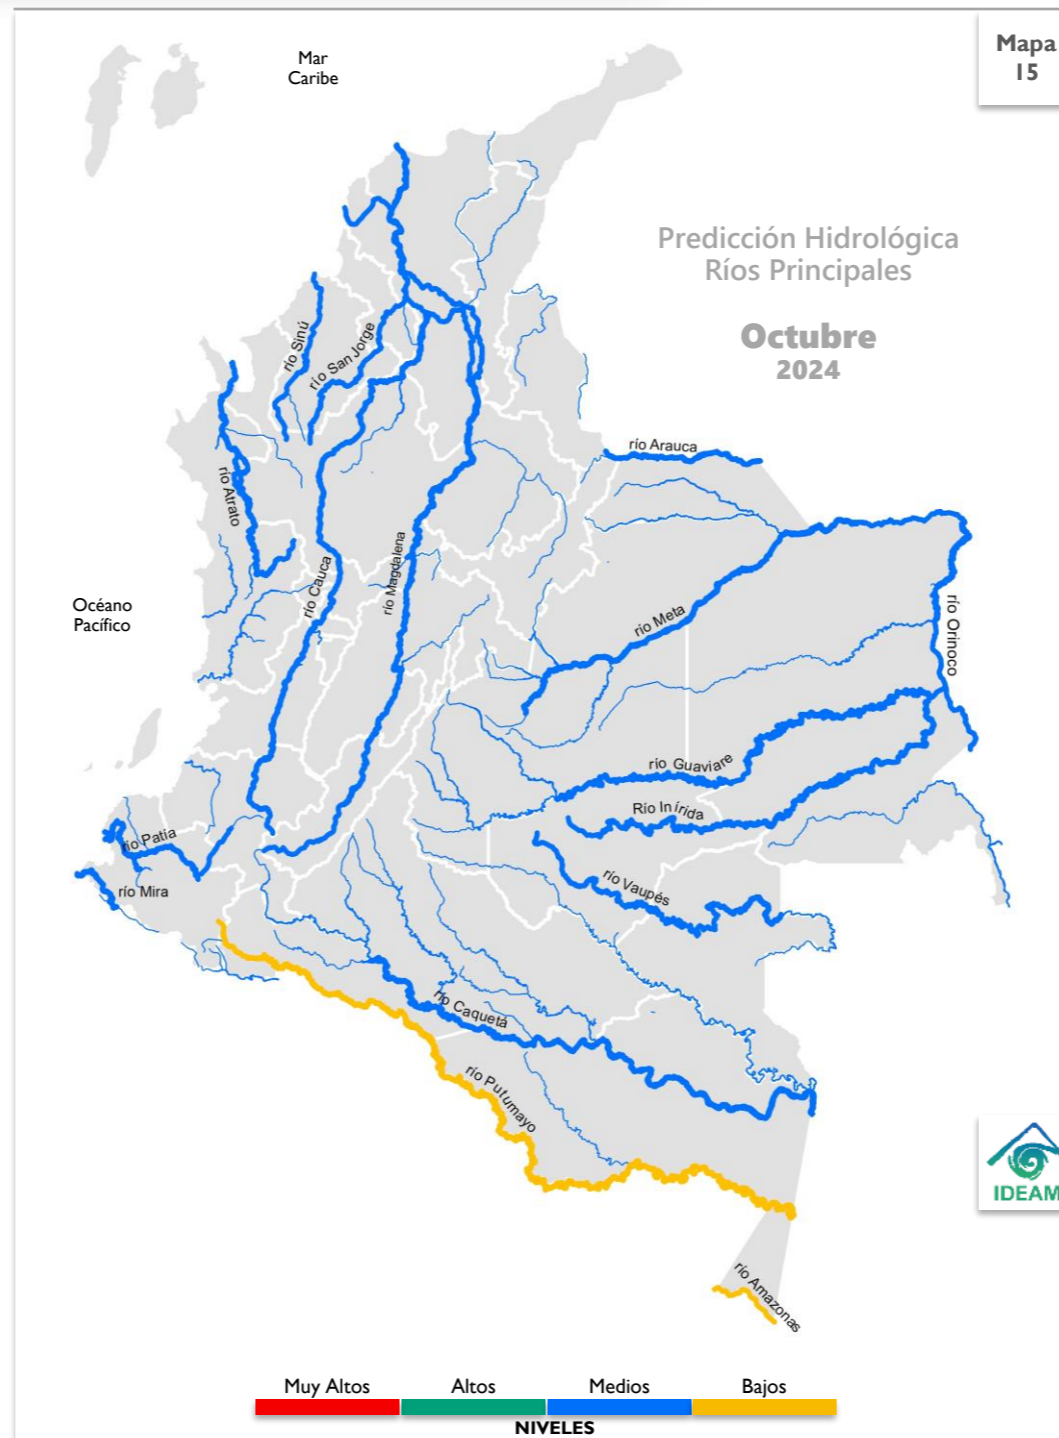 Mar
Caribe
Mapa
15
Predicción Hidrológica
Ríos Principales
Octubre
2024
río Sinú
río San Jorge
río Arauca
río Atrato
río Cauca
río Magdalena
Océano
Pacífico
río Meta
río Orinoco
río Guaviare
Río Inírida
río Patía
río Mira
río Vaupés
río Caquetá
río Putumayo
IDEAM
río Amazonas
Muy Altos
Altos
Medios
Bajos
NIVELES